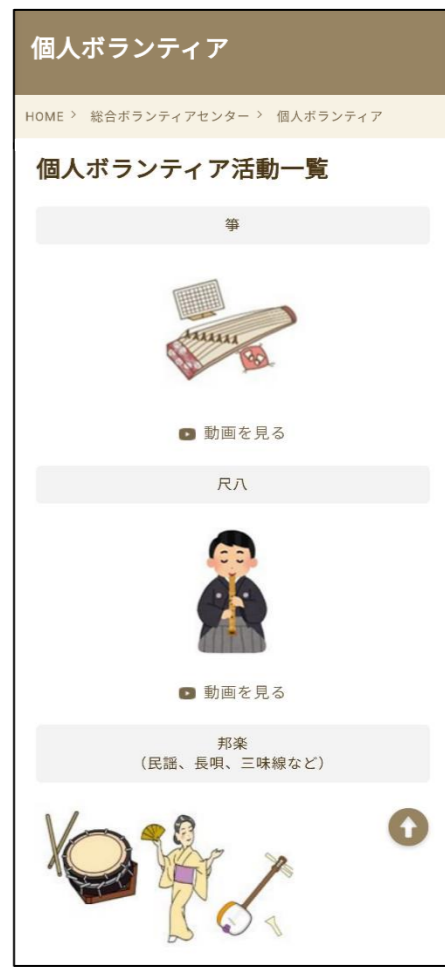 個人ボランティア
HOME > 総合ボランティアセンター > 個人ボランティア
個人ボランティア活動一覧
箏
動画を見る
尺八
動画を見る
邦楽
（民謡、長唄、三味線など）